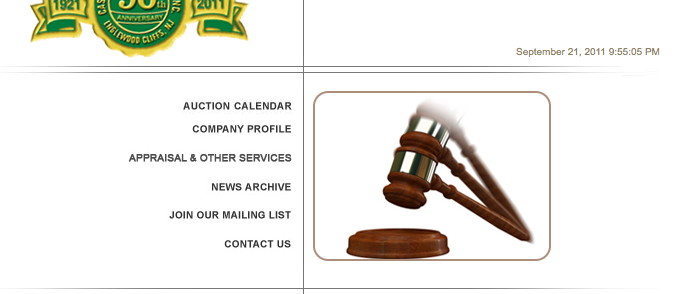 1921 2011
ANNIVERSARY
ENGLEWOOD CLIFFS, NJ
September 21, 2011 9:55:05 PM
AUCTION CALENDAR
COMPANY PROFILE
APPRAISAL & OTHER SERVICES
NEWS ARCHIVE
JOIN OUR MAILING LIST
CONTACT US